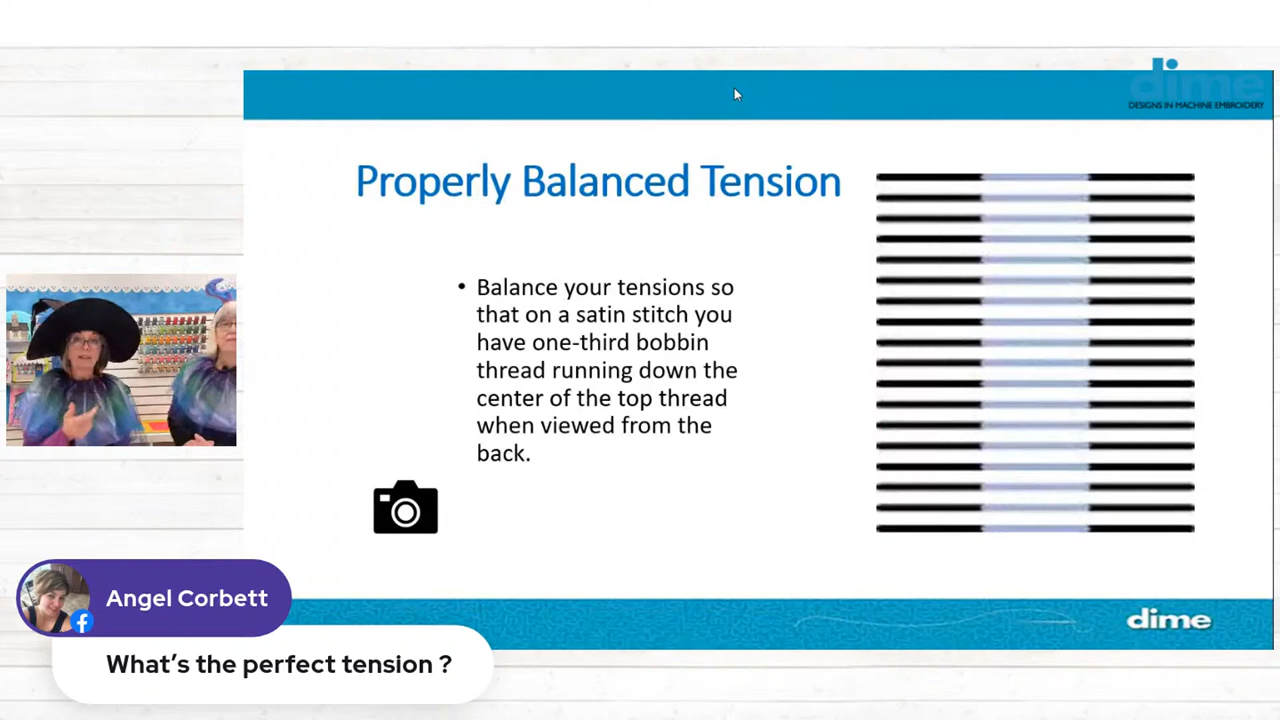 dime
DESIGNS IN MACHINE EMBROIDERY
Properly Balanced Tension
• Balance your tensions so
that on a satin stitch you
have one-third bobbin
thread running down the
center of the top thread
when viewed from the
back.
Angel Corbett
What's the perfect tension ?
dime